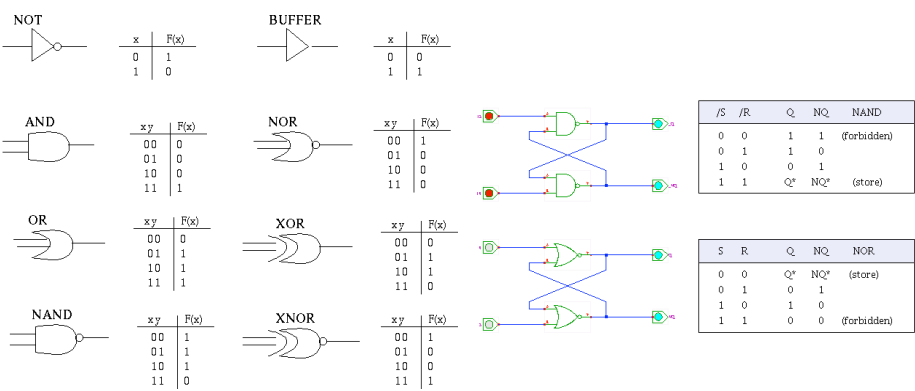 NOT
x F(x)
0 1
1 0
BUFFER
x F(x)
0 0
1 1
AND
xy F(x)
00 0
01 0
10 0
11 1
NOR
xy F(x)
00 1
01 0
10 0
11 0
OR
xy F(x)
00 0
01 1
10 1
11 1
XOR
xy F(x)
00 0
01 1
10 1
11 0
NAND
xy F(x)
00 1
01 1
10 1
11 0
XNOR
xy F(x)
00 1
01 0
10 0
11 1
/S /R Q NQ NAND
0 0 1 1 (forbidden)
0 1 1 0
1 0 0 1
1 1 Q* NQ* (store)
S R Q NQ NOR
0 0 Q* NQ* (store)
0 1 0 1
1 0 1 0
1 1 0 0 (forbidden)